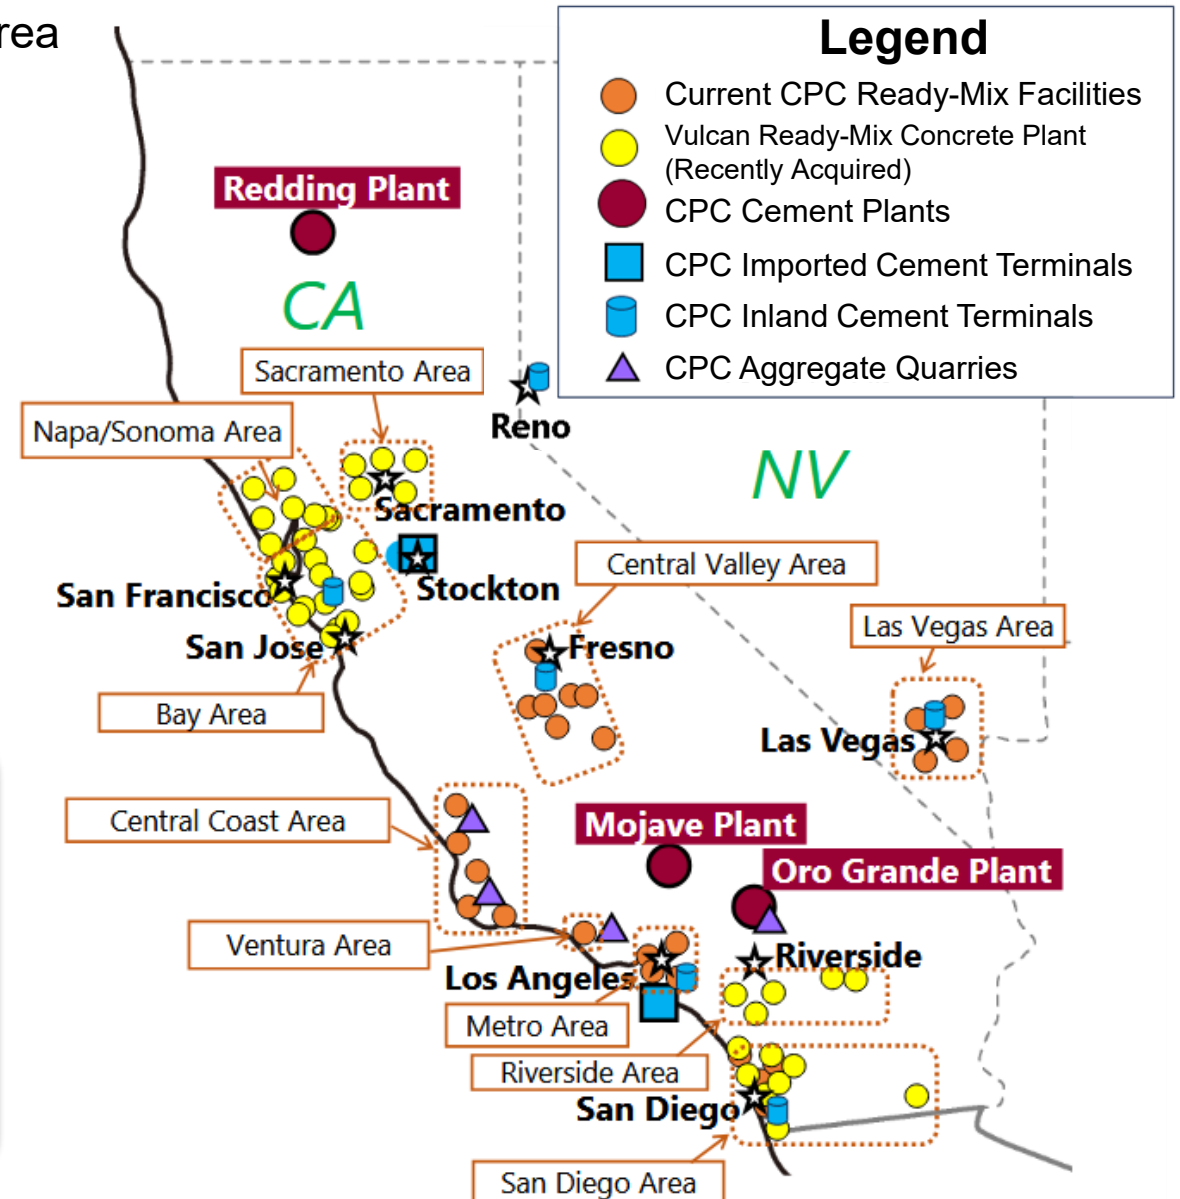 rea
Legend
Current CPC Ready-Mix Facilities
Vulcan Ready-Mix Concrete Plant
(Recently Acquired)
CPC Cement Plants
CPC Imported Cement Terminals
CPC Inland Cement Terminals
CPC Aggregate Quarries
Redding Plant
CA
Sacramento Area
Napa/Sonoma Area
Reno
NV
Sacramento
Central Valley Area
San Francisco
Stockton
Las Vegas Area
San Jose
Fresno
Bay Area
Las Vegas
Central Coast Area
Mojave Plant
Oro Grande Plant
Ventura Area
Riverside
Los Angeles
Metro Area
Riverside Area
San Diego
San Diego Area